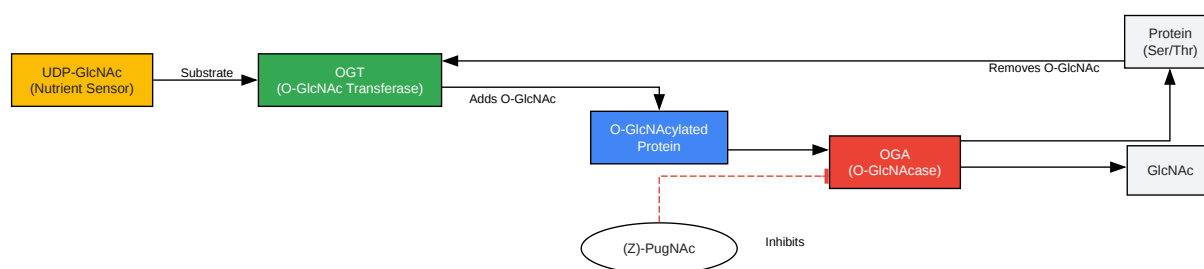 UDP-GlcNAc
(Nutrient Sensor)
Substrate
OGT
(O-GlcNAc Transferase)
Adds O-GlcNAc
O-GlcNAcylated
Protein
OGA
(O-GlcNAcase)
Removes O-GlcNAc
Protein
(Ser/Thr)
GlcNAc
(Z)-PugNAc
Inhibits